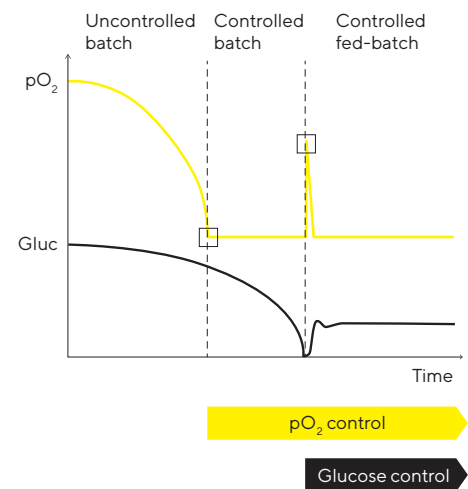 Uncontrolled batch
Controlled batch
Controlled fed-batch
pO₂
Gluc
Time
pO₂ control
Glucose control